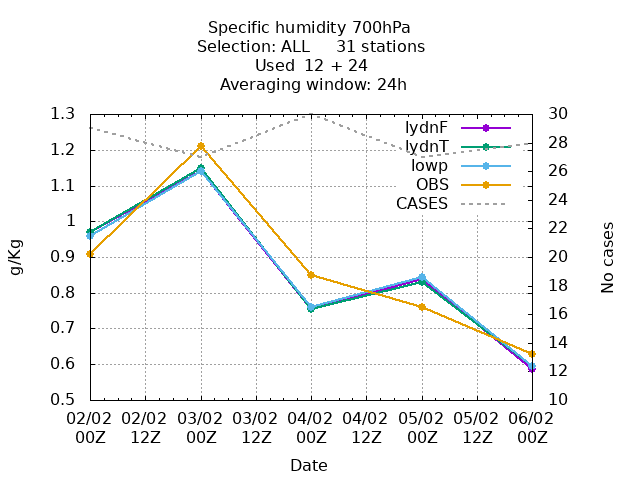 Specific humidity 700hPa
Selection: ALL 31 stations
Used 12 + 24
Averaging window: 24h
1.3
1.2
1.1
1
0.9
0.8
0.7
0.6
0.5
g/Kg
lydnF
lydnT
lowp
OBS
CASES
30
28
26
24
22
20
18
16
14
12
10
No cases
02/02 02/02 03/02 03/02 04/02 04/02 05/02 05/02 06/02
00Z 12Z 00Z 12Z 00Z 12Z 00Z 12Z 00Z
Date